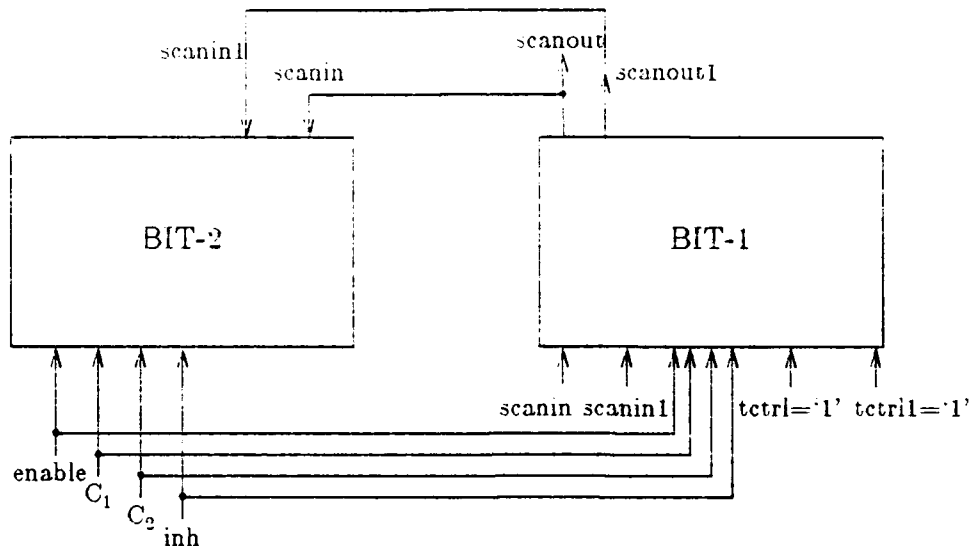 scanout
scanin1
scanin
scanout1
BIT-2
BIT-1
scanin scanin1
tctrl=‘1’ tctrl1=‘1’
enable
C₁
C₂
inh